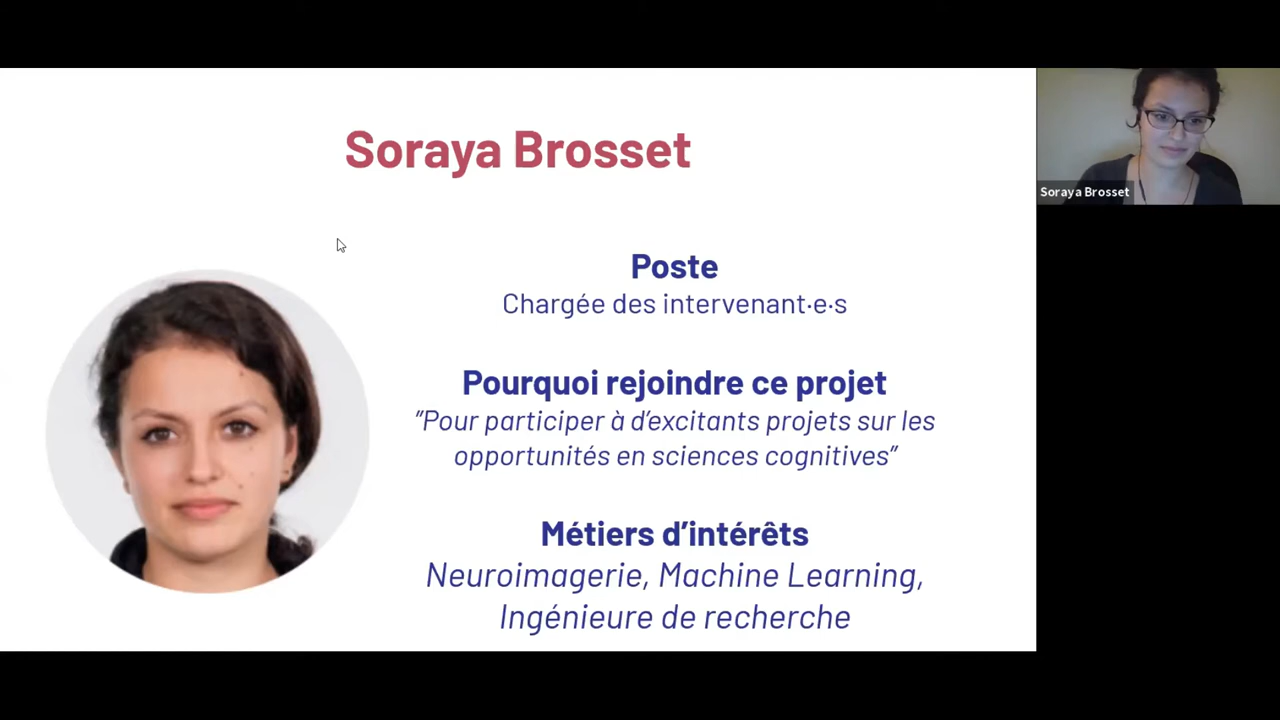 Soraya Brosset
Soraya Brosset
Poste
Chargée des intervenant·e·s
Pourquoi rejoindre ce projet
"Pour participer à d'excitants projets sur les
opportunités en sciences cognitives"
Métiers d'intérêts
Neuroimagerie, Machine Learning,
Ingénieure de recherche